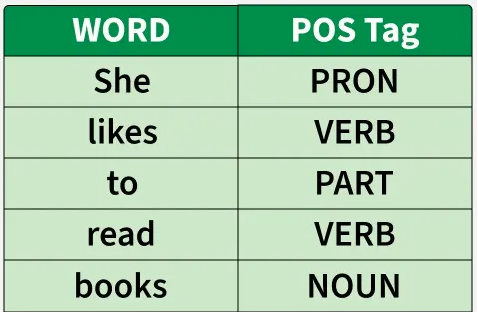 WORD POS Tag
She PRON
likes VERB
to PART
read VERB
books NOUN